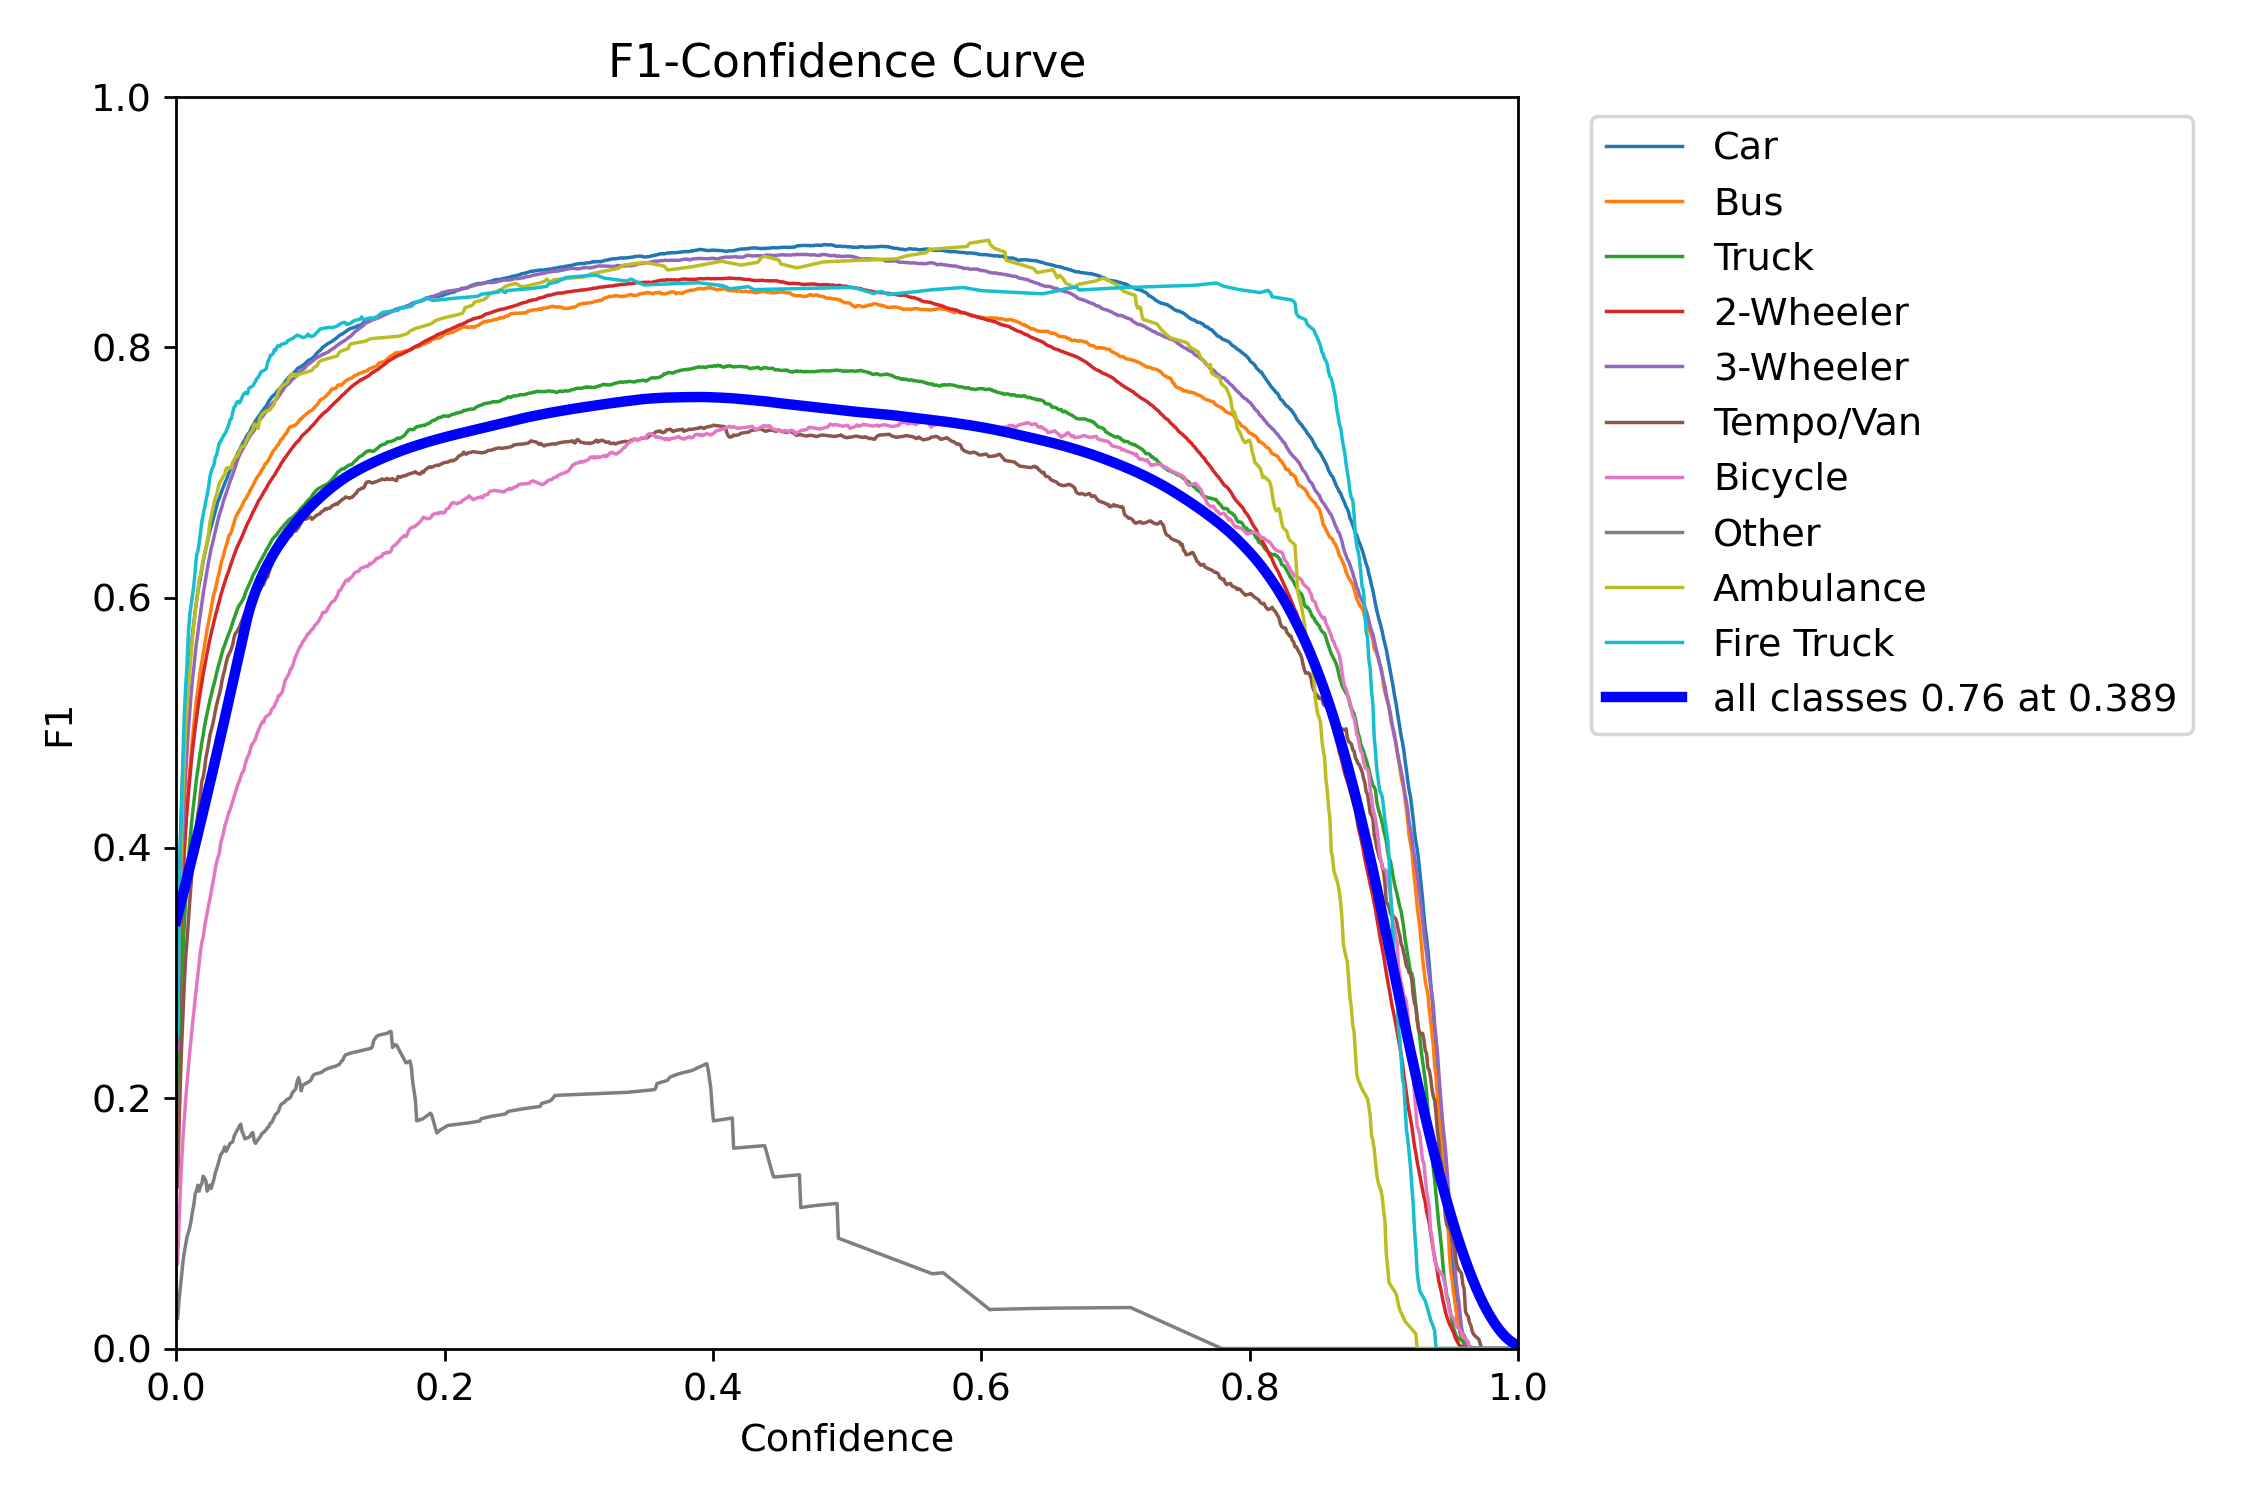 F1-Confidence Curve
1.0
0.8
0.6
0.4
0.2
0.0
F1
0.0 0.2 0.4 0.6 0.8 1.0
Confidence
Car
Bus
Truck
2-Wheeler
3-Wheeler
Tempo/Van
Bicycle
Other
Ambulance
Fire Truck
all classes 0.76 at 0.389